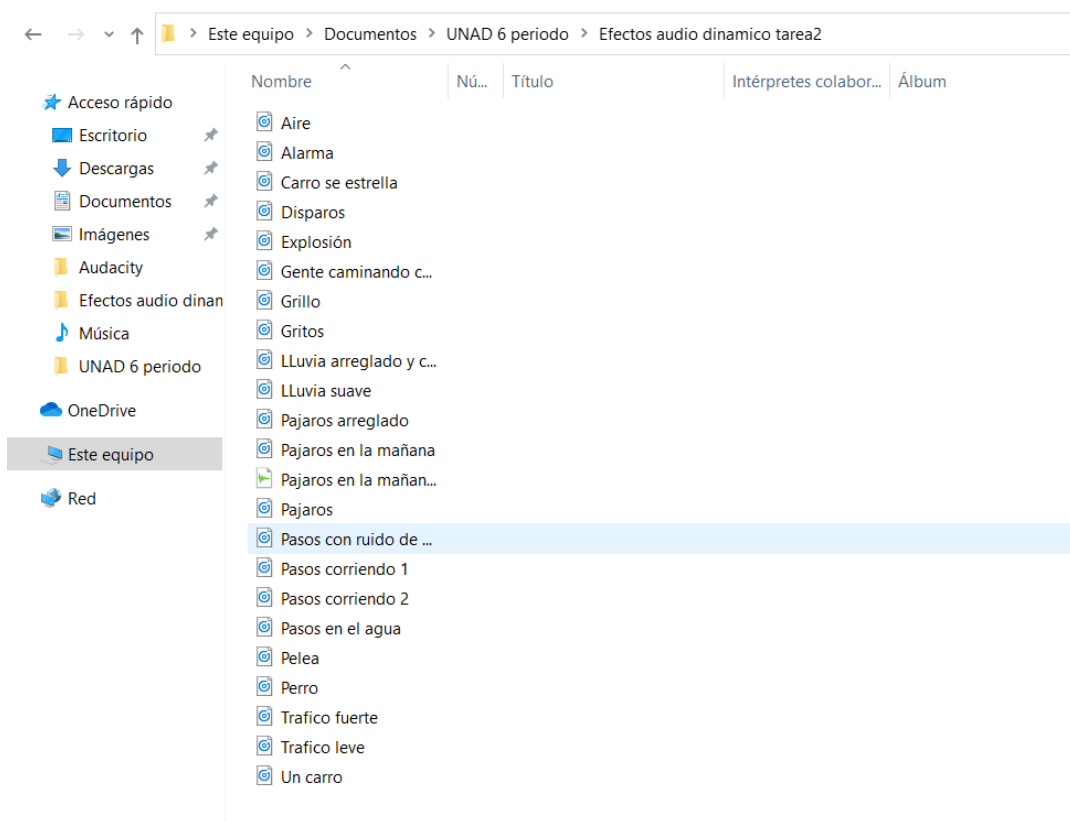 Este equipo > Documentos > UNAD 6 periodo > Efectos audio dinamico tarea2
Nombre Nú... Título Intérpretes colabor... Álbum
Acceso rápido
Escritorio
Descargas
Documentos
Imágenes
Audacity
Efectos audio dinan
Música
UNAD 6 periodo
OneDrive
Este equipo
Red
Aire
Alarma
Carro se estrella
Disparos
Explosión
Gente caminando c...
Grillo
Gritos
LLuvia arreglado y c...
LLuvia suave
Pajaros arreglado
Pajaros en la mañana
Pajaros en la mañan...
Pajaros
Pasos con ruido de ...
Pasos corriendo 1
Pasos corriendo 2
Pasos en el agua
Pelea
Perro
Trafico fuerte
Trafico leve
Un carro